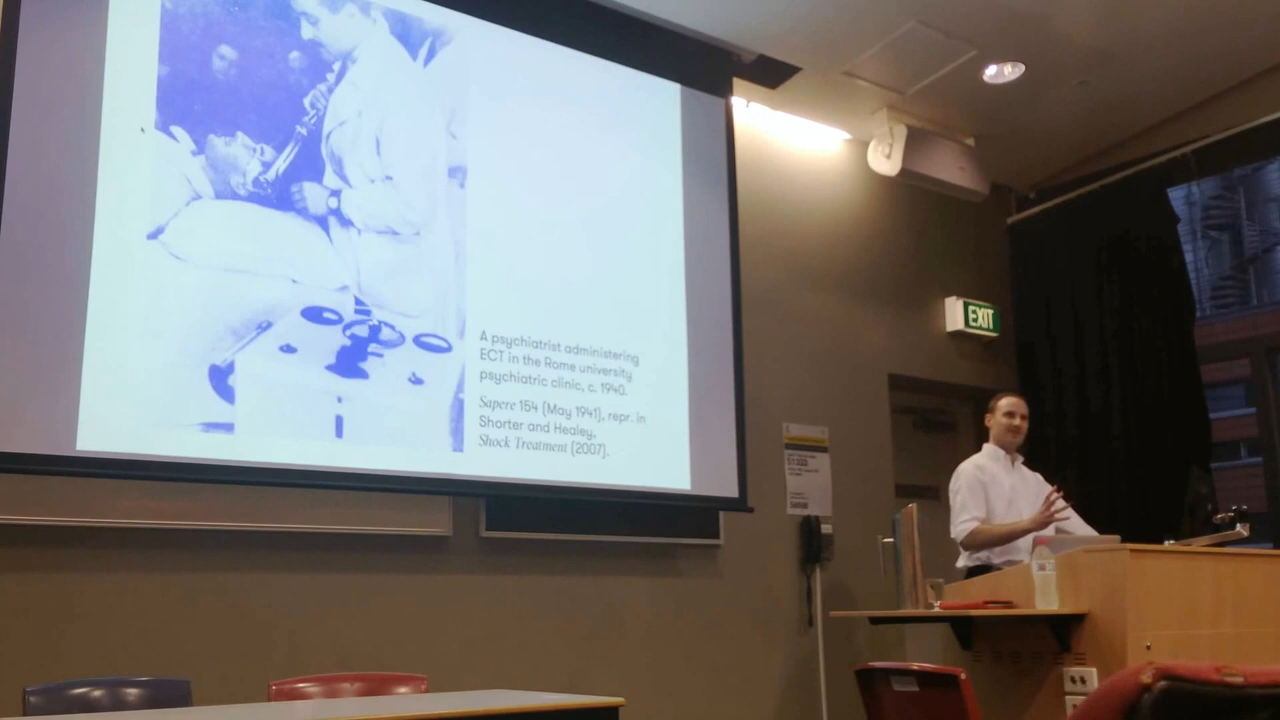 A psychiatrist administering
ECT in the Rome university
psychiatric clinic, c. 1940.
Sapere 154 (May 1941), repr. in
Shorter and Healey,
Shock Treatment (2007).
EXIT